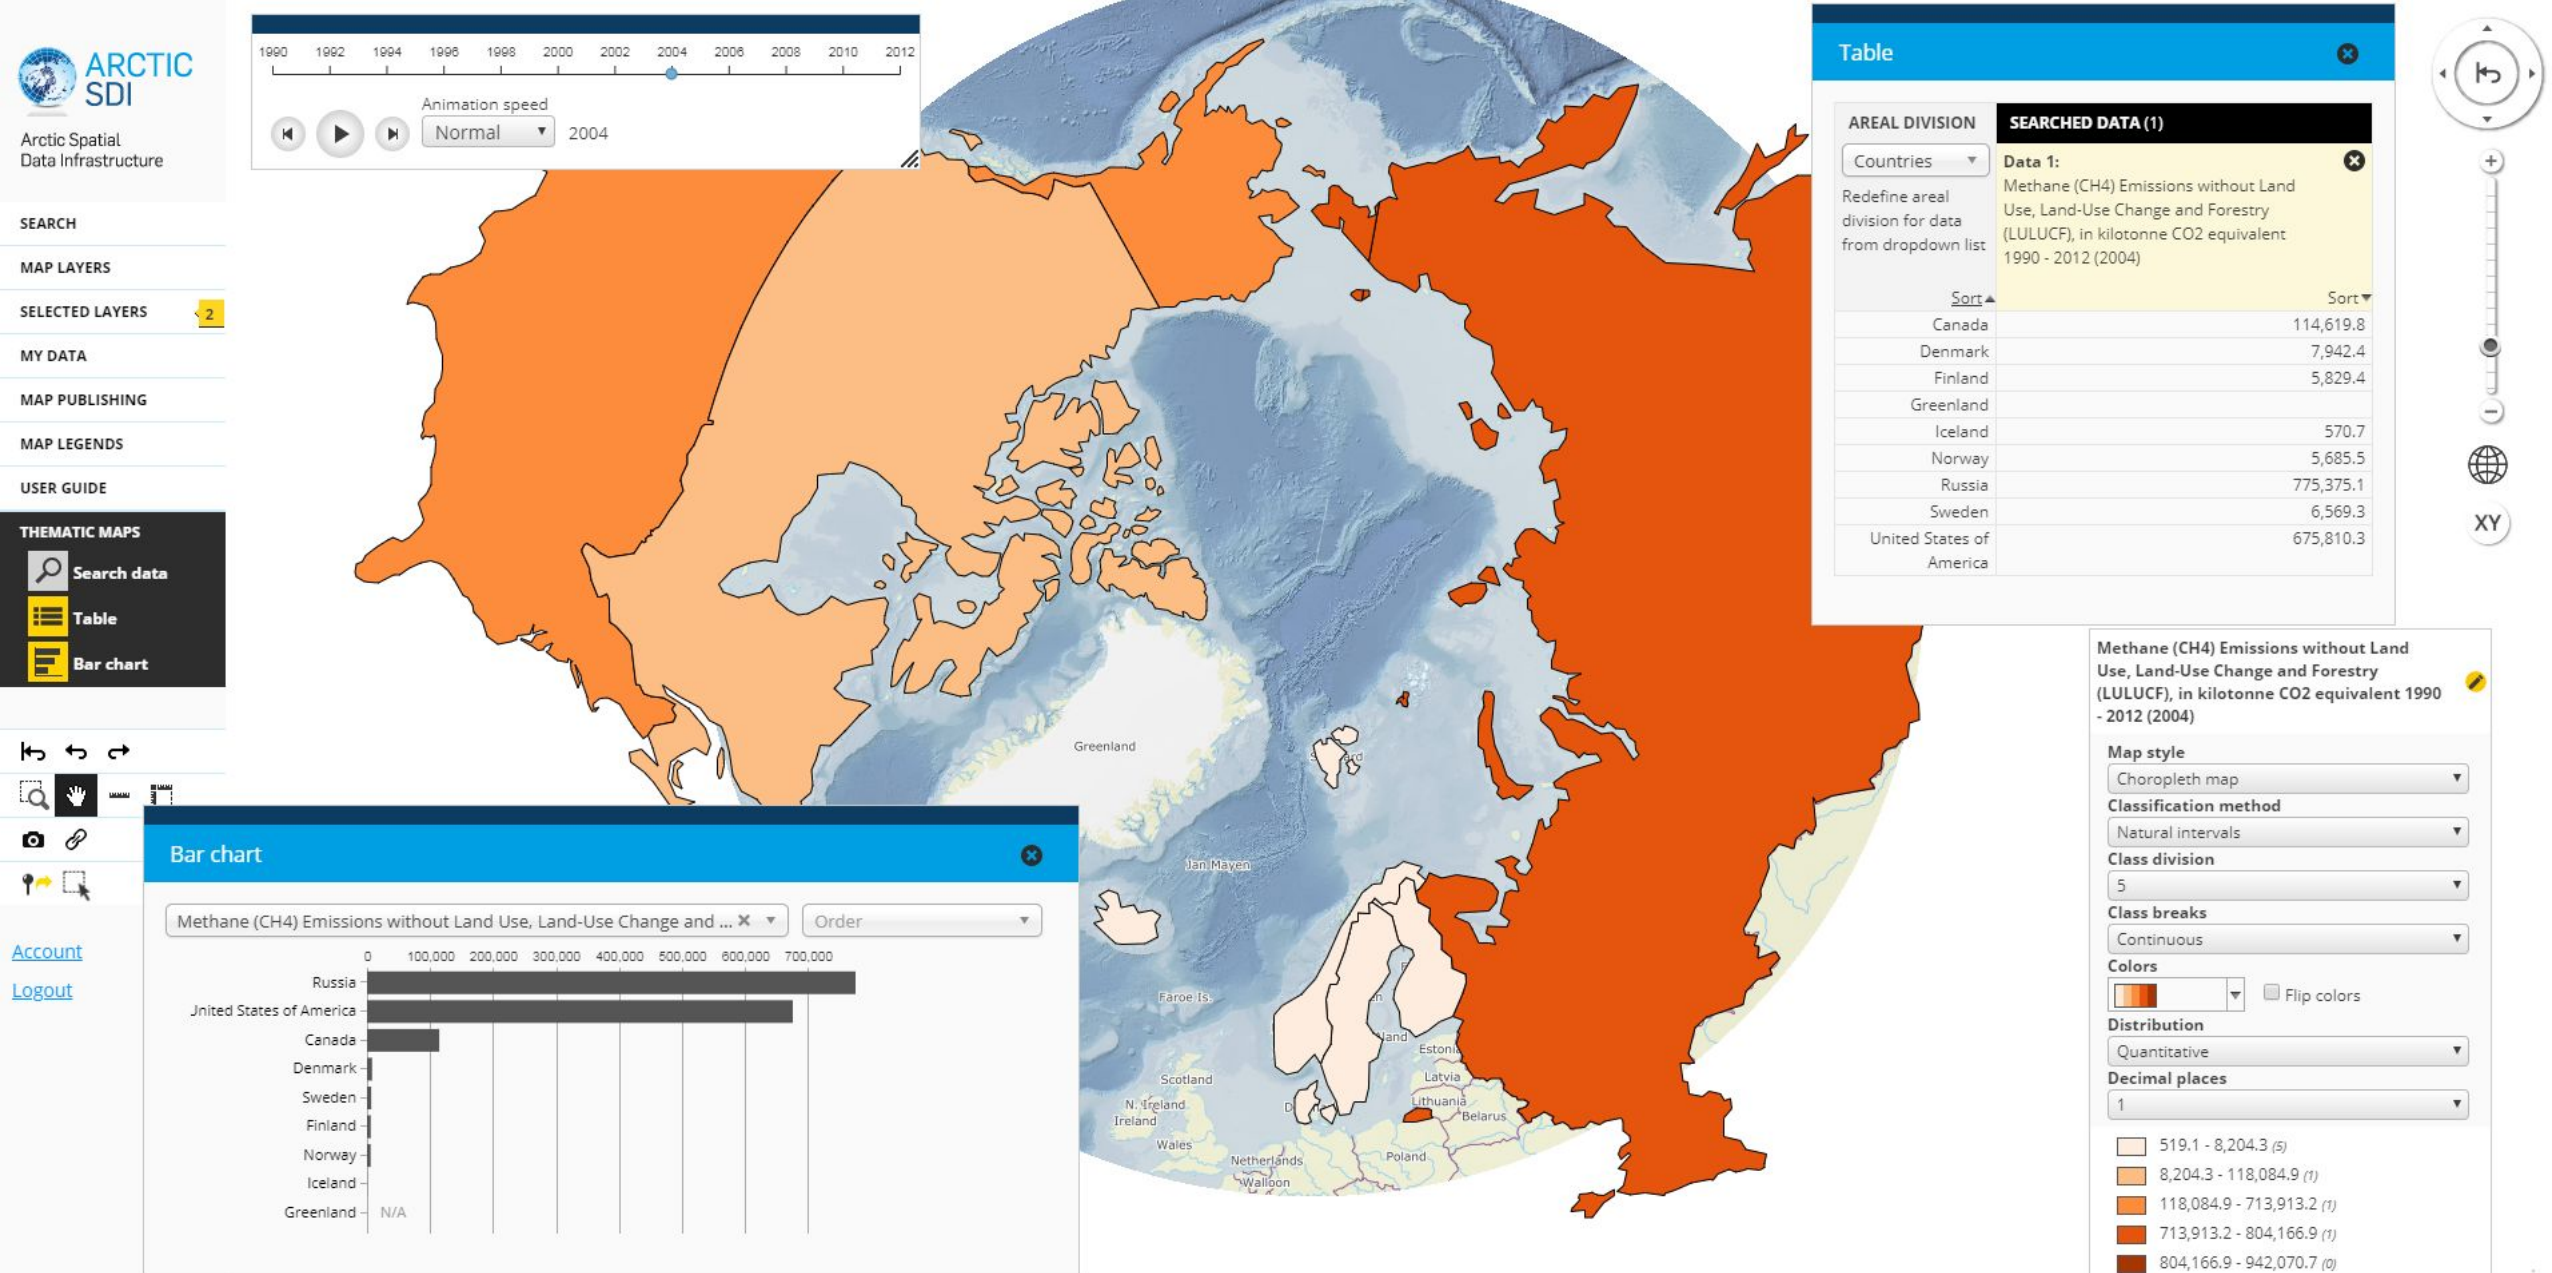 ARCTIC
SDI
Arctic Spatial
Data Infrastructure
SEARCH
MAP LAYERS
SELECTED LAYERS 2
MY DATA
MAP PUBLISHING
MAP LEGENDS
USER GUIDE
THEMATIC MAPS
Search data
Table
Bar chart
Account
Logout
1990 1992 1994 1996 1998 2000 2002 2004 2006 2008 2010 2012
Animation speed
Normal 2004
Greenland
Jan Mayen
Faroe Is.
Scotland
N. Ireland
Ireland
Wales
Netherlands
Walloon
Poland
Estoni
Latvia
Lithuania
Belarus
Bar chart
Methane (CH4) Emissions without Land Use, Land-Use Change and ... Order
0 100,000 200,000 300,000 400,000 500,000 600,000 700,000
Russia
United States of America
Canada
Denmark
Sweden
Finland
Norway
Iceland
Greenland N/A
Table
AREAL DIVISION SEARCHED DATA (1)
Countries
Redefine areal
division for data
from dropdown list
Data 1:
Methane (CH4) Emissions without Land
Use, Land-Use Change and Forestry
(LULUCF), in kilotonne CO2 equivalent
1990 - 2012 (2004)
Sort Sort
Canada 114,619.8
Denmark 7,942.4
Finland 5,829.4
Greenland
Iceland 570.7
Norway 5,685.5
Russia 775,375.1
Sweden 6,569.3
United States of 675,810.3
America
XY
Methane (CH4) Emissions without Land
Use, Land-Use Change and Forestry
(LULUCF), in kilotonne CO2 equivalent 1990
- 2012 (2004)
Map style
Choropleth map
Classification method
Natural intervals
Class division
5
Class breaks
Continuous
Colors
Flip colors
Distribution
Quantitative
Decimal places
1
519.1 - 8,204.3 (5)
8,204.3 - 118,084.9 (1)
118,084.9 - 713,913.2 (1)
713,913.2 - 804,166.9 (1)
804,166.9 - 942,070.7 (0)